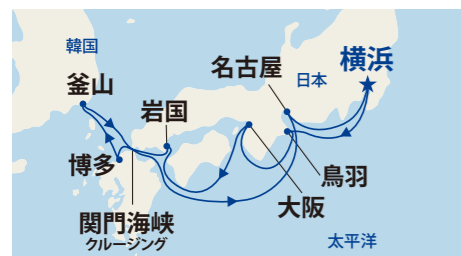 韓国
釜山
岩国
名古屋
日本
横浜
博多
鳥羽
大阪
関門海峡
クルージング
太平洋